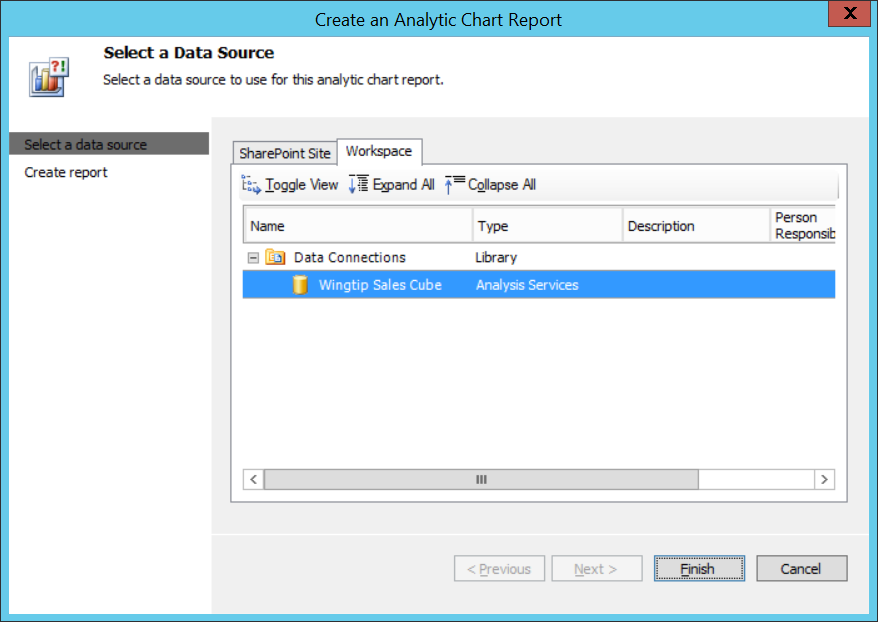 Create an Analytic Chart Report
X
Select a Data Source
Select a data source to use for this analytic chart report.
Select a data source
Create report
SharePoint Site Workspace
Toggle View Expand All Collapse All
Name Type Description Person
Responsib
Data Connections Library
Wingtip Sales Cube Analysis Services
< Previous Next > Finish Cancel